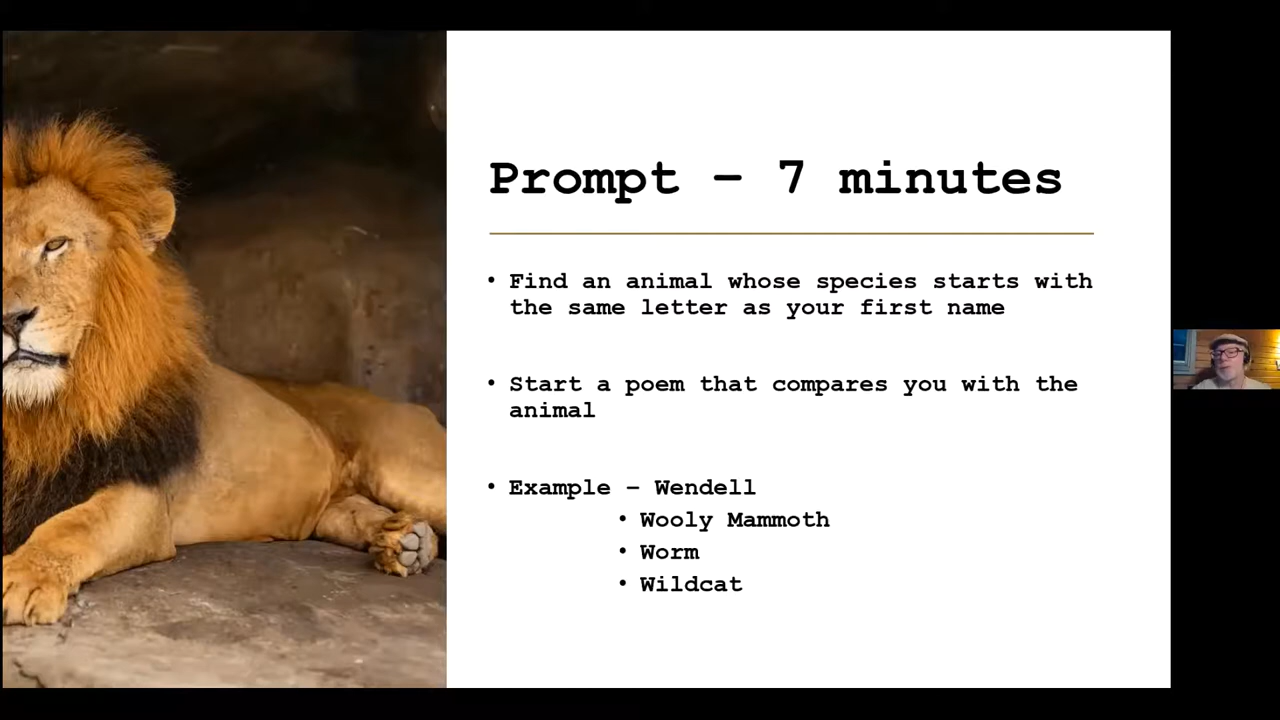 Prompt – 7 minutes
• Find an animal whose species starts with
the same letter as your first name
• Start a poem that compares you with the
animal
• Example – Wendell
• Wooly Mammoth
• Worm
• Wildcat